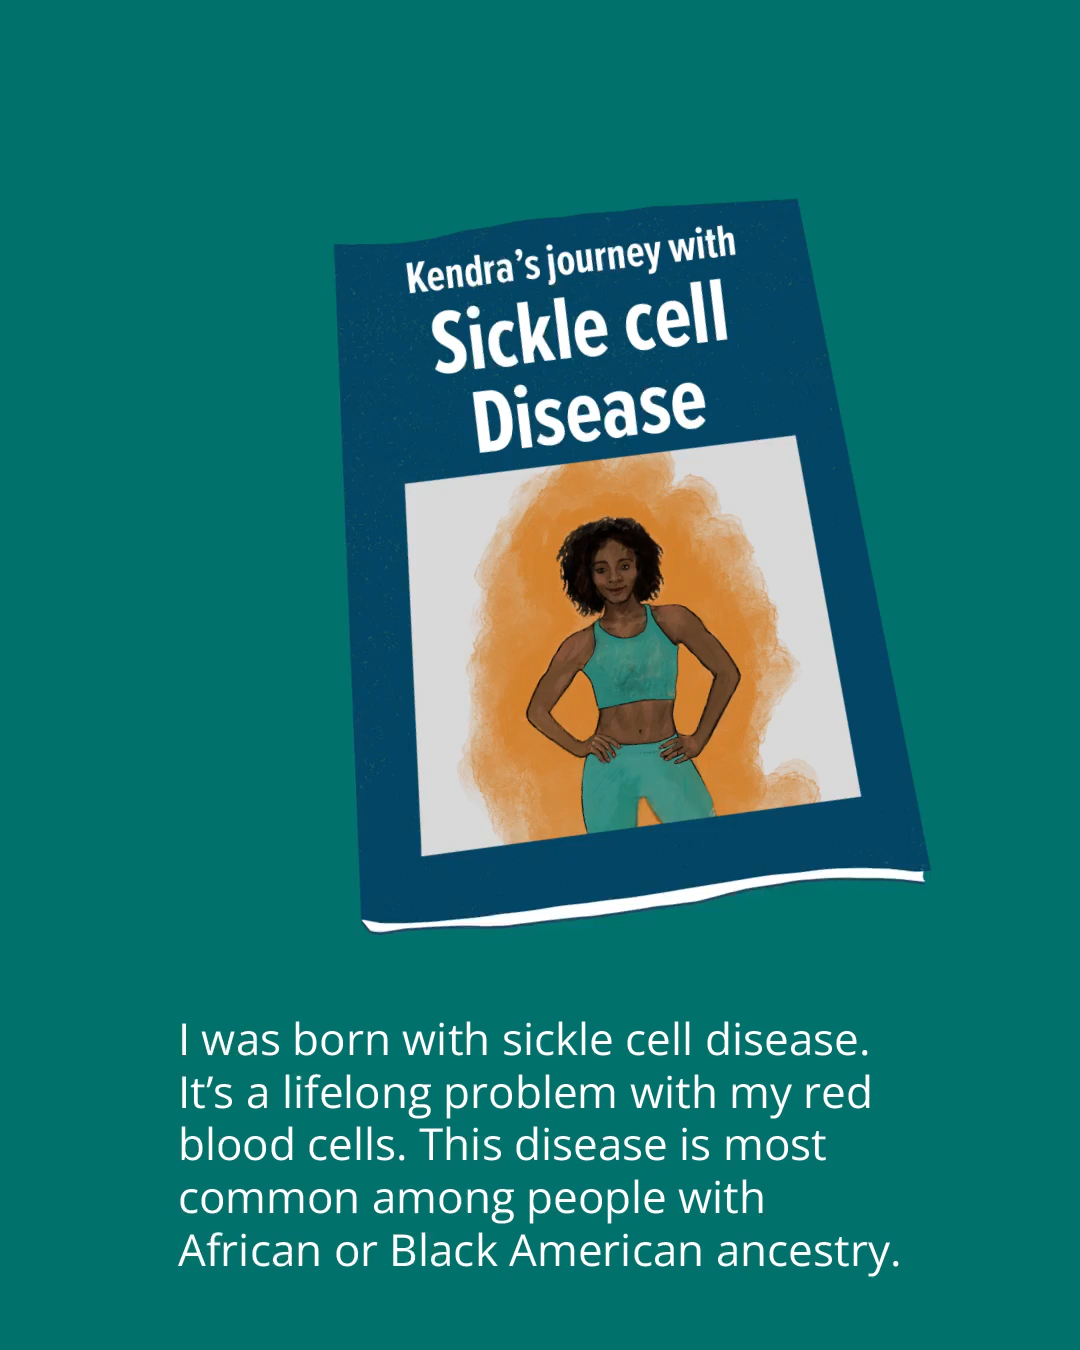 Kendra’s journey with
Sickle cell
Disease
I was born with sickle cell disease.
It’s a lifelong problem with my red
blood cells. This disease is most
common among people with
African or Black American ancestry.